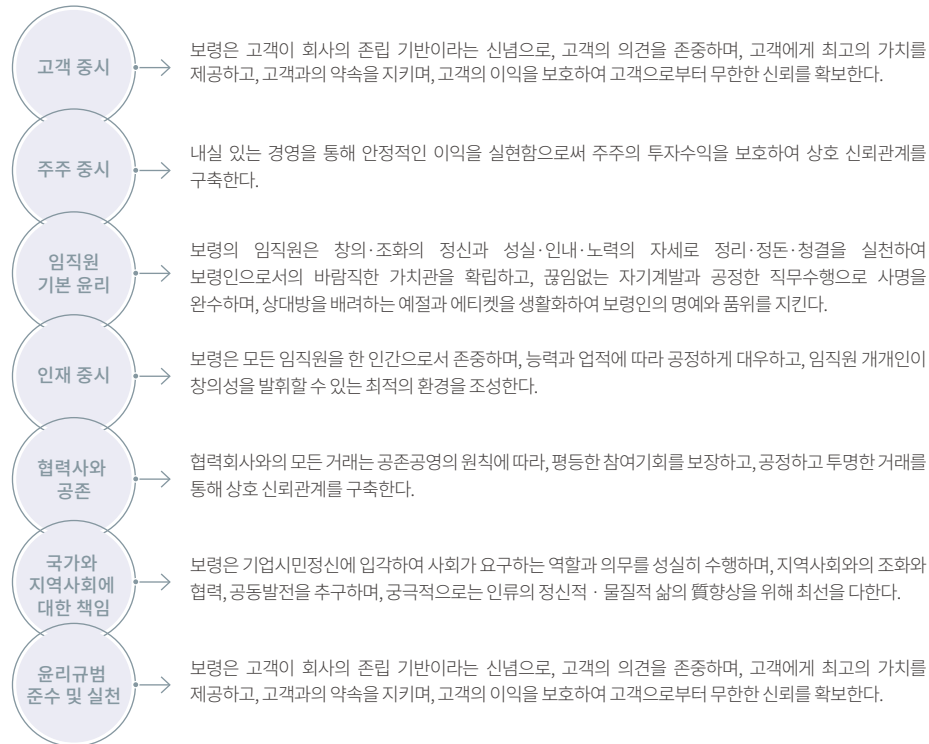 고객 중시
보령은 고객이 회사의 존립 기반이라는 신념으로, 고객의 의견을 존중하며, 고객에게 최고의 가치를
제공하고, 고객과의 약속을 지키며, 고객의 이익을 보호하여 고객으로부터 무한한 신뢰를 확보한다.
주주 중시
내실 있는 경영을 통해 안정적인 이익을 실현함으로써 주주의 투자수익을 보호하여 상호 신뢰관계를
구축한다.
임직원
기본 윤리
보령의 임직원은 창의·조화의 정신과 성실·인내·노력의 자세로 정리·정돈·청결을 실천하여
보령인으로서의 바람직한 가치관을 확립하고, 끊임없는 자기계발과 공정한 직무수행으로 사명을
완수하며, 상대방을 배려하는 예절과 에티켓을 생활화하여 보령인의 명예와 품위를 지킨다.
인재 중시
보령은 모든 임직원을 한 인간으로서 존중하며, 능력과 업적에 따라 공정하게 대우하고, 임직원 개개인이
창의성을 발휘할 수 있는 최적의 환경을 조성한다.
협력사와
공존
협력회사와의 모든 거래는 공존공영의 원칙에 따라, 평등한 참여기회를 보장하고, 공정하고 투명한 거래를
통해 상호 신뢰관계를 구축한다.
국가와
지역사회에
대한 책임
보령은 기업시민정신에 입각하여 사회가 요구하는 역할과 의무를 성실히 수행하며, 지역사회와의 조화와
협력, 공동발전을 추구하며, 궁극적으로는 인류의 정신적 · 물질적 삶의 質향상을 위해 최선을 다한다.
윤리규범
준수 및 실천
보령은 고객이 회사의 존립 기반이라는 신념으로, 고객의 의견을 존중하며, 고객에게 최고의 가치를
제공하고, 고객과의 약속을 지키며, 고객의 이익을 보호하여 고객으로부터 무한한 신뢰를 확보한다.